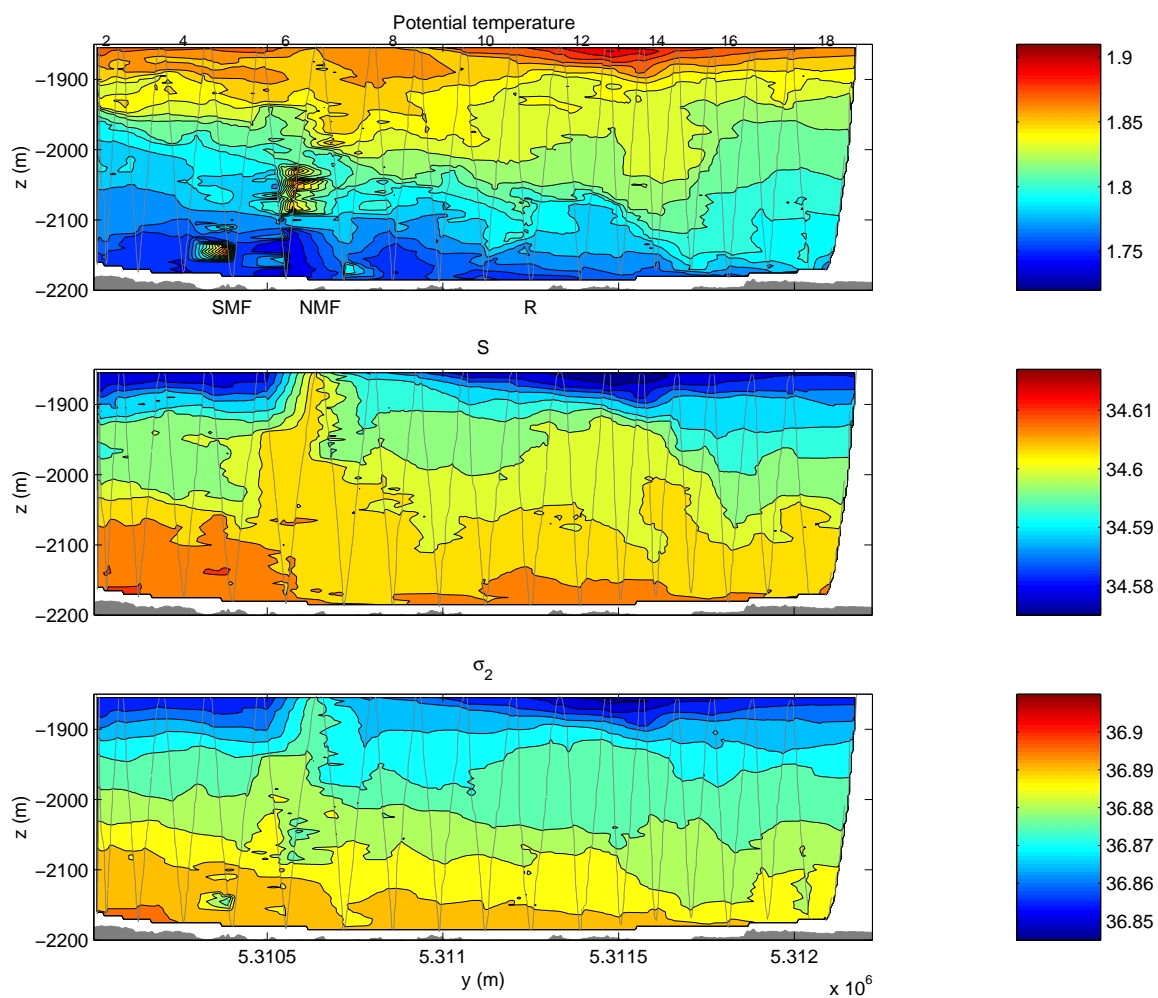 Potential temperature
2 4 6 8 10 11 13 14 16 18
−1900
−2000
−2100
−2200
z (m)
SMF NMF R
1.9
1.85
1.8
1.75
S
−1900
−2000
−2100
−2200
z (m)
34.61
34.6
34.59
34.58
σ2
−1900
−2000
−2100
−2200
z (m)
5.3105 5.311 5.3115 5.312
y (m)
x 10^6
36.9
36.89
36.88
36.87
36.86
36.85